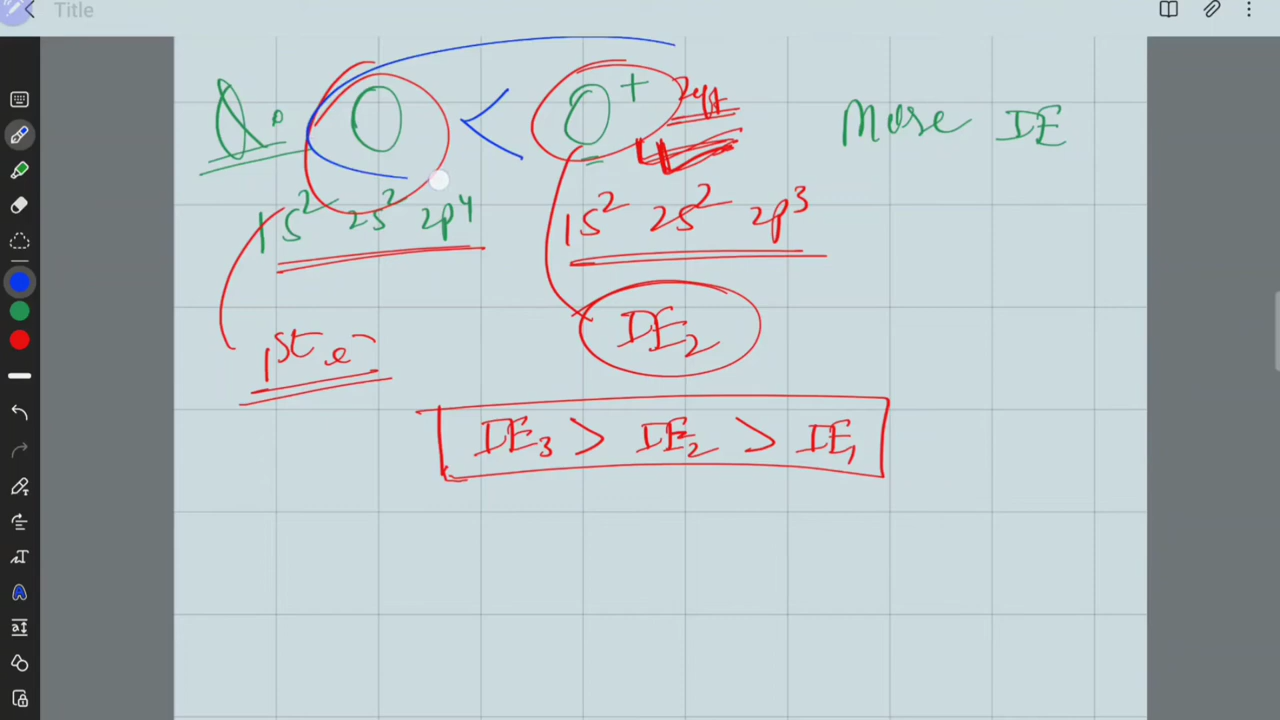 Title
Q. O < O+ More IE
1s² 2s² 2p⁴ 1s² 2s² 2p³
1st e⁻ IE₂
IE₃ > IE₂ > IE₁